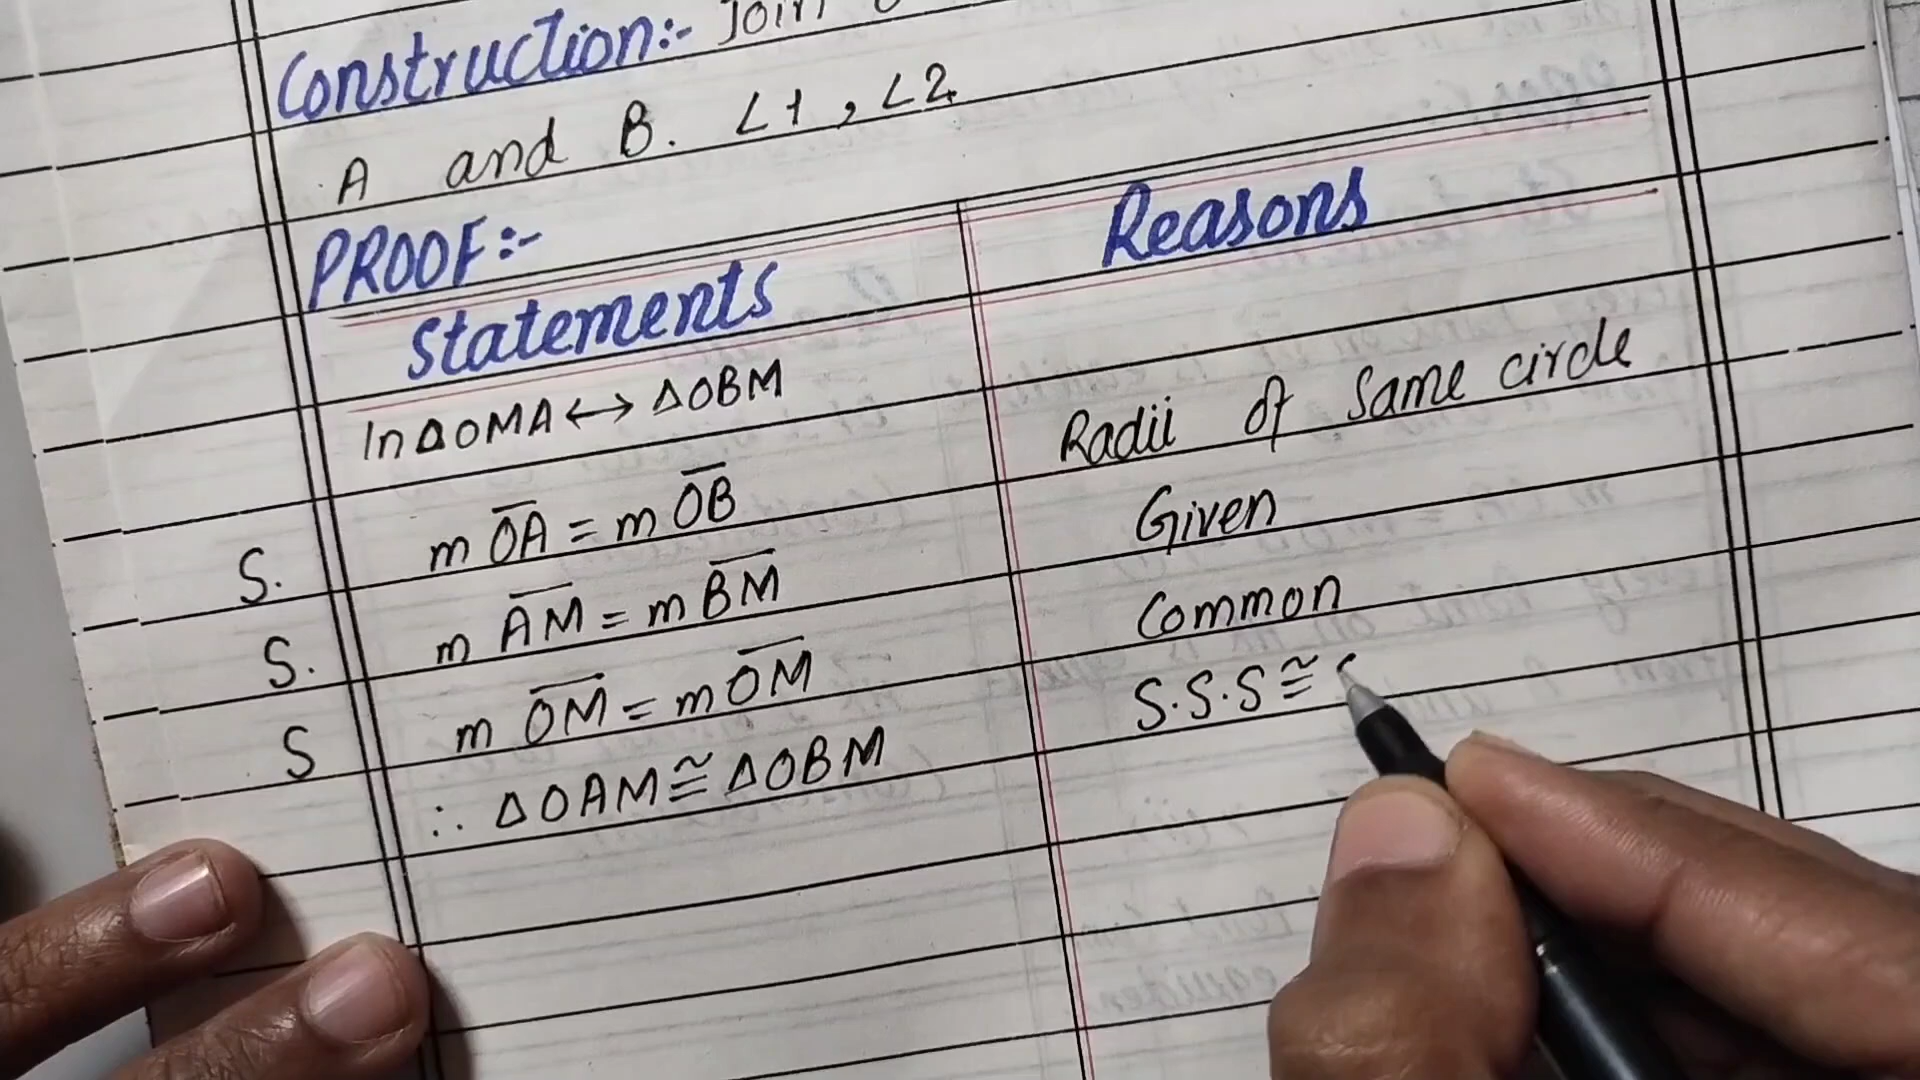 Construction:- Join
A and B. ∠1, ∠2
PROOF:-
Statements Reasons
In ΔOMA ↔ ΔOBM
S. m OA = m OB Radii of Same circle
S. m AM = m BM Given
S m OM = m OM Common
∴ ΔOAM ≅ ΔOBM S.S.S ≅ S